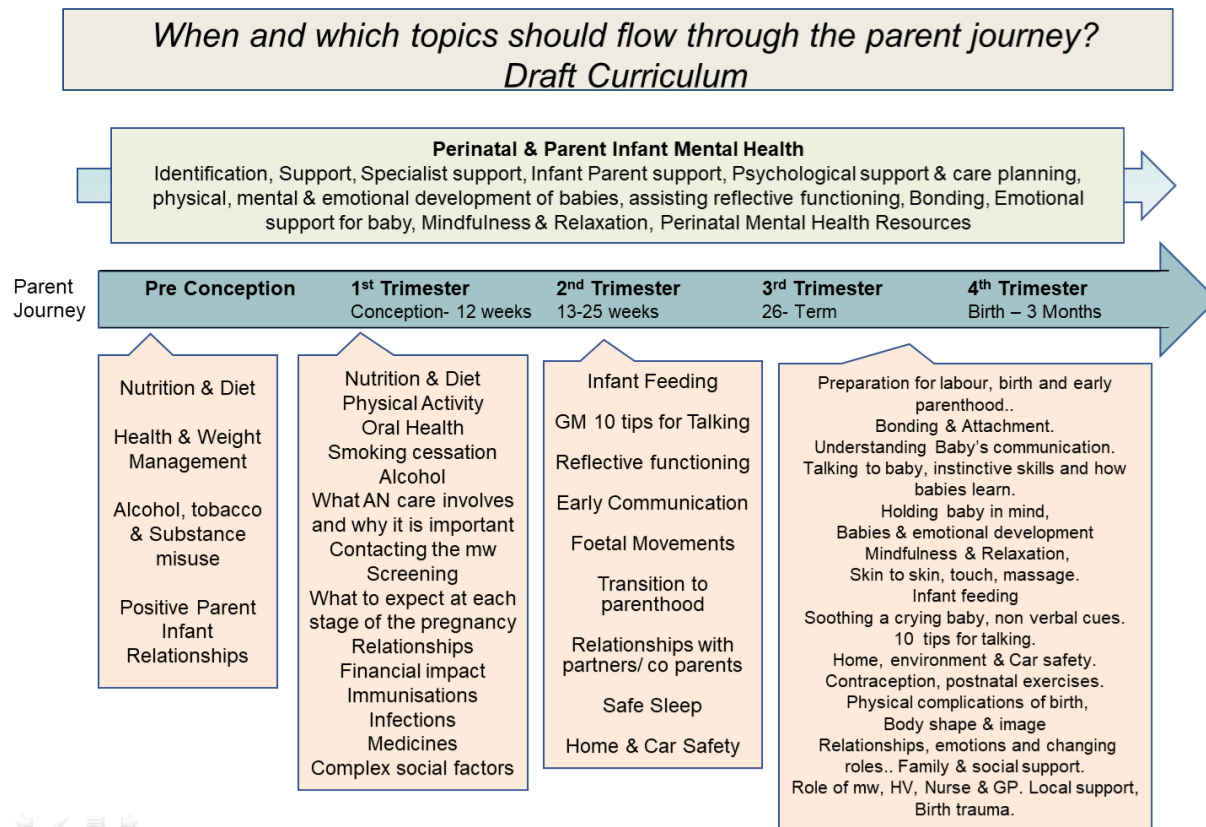 When and which topics should flow through the parent journey?
Draft Curriculum
Perinatal & Parent Infant Mental Health
Identification, Support, Specialist support, Infant Parent support, Psychological support & care planning,
physical, mental & emotional development of babies, assisting reflective functioning, Bonding, Emotional
support for baby, Mindfulness & Relaxation, Perinatal Mental Health Resources
Parent
Journey
Pre Conception
1st Trimester
Conception- 12 weeks
2nd Trimester
13-25 weeks
3rd Trimester
26- Term
4th Trimester
Birth – 3 Months
Nutrition & Diet
Health & Weight
Management
Alcohol, tobacco
& Substance
misuse
Positive Parent
Infant
Relationships
Nutrition & Diet
Physical Activity
Oral Health
Smoking cessation
Alcohol
What AN care involves
and why it is important
Contacting the mw
Screening
What to expect at each
stage of the pregnancy
Relationships
Financial impact
Immunisations
Infections
Medicines
Complex social factors
Infant Feeding
GM 10 tips for Talking
Reflective functioning
Early Communication
Foetal Movements
Transition to
parenthood
Relationships with
partners/ co parents
Safe Sleep
Home & Car Safety
Preparation for labour, birth and early
parenthood..
Bonding & Attachment.
Understanding Baby's communication.
Talking to baby, instinctive skills and how
babies learn.
Holding baby in mind,
Babies & emotional development
Mindfulness & Relaxation,
Skin to skin, touch, massage.
Infant feeding
Soothing a crying baby, non verbal cues.
10 tips for talking.
Home, environment & Car safety.
Contraception, postnatal exercises.
Physical complications of birth,
Body shape & image
Relationships, emotions and changing
roles.. Family & social support.
Role of mw, HV, Nurse & GP. Local support,
Birth trauma.